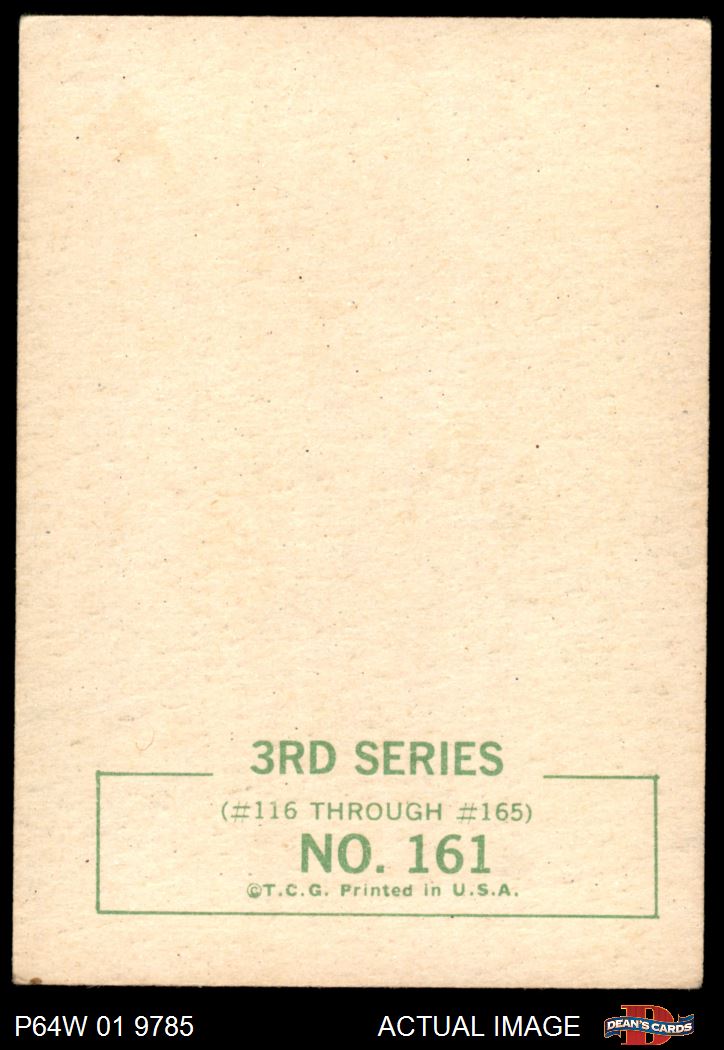 3RD SERIES
(#116 THROUGH #165)
NO. 161
©T.C.G. Printed in U.S.A.
P64W 01 9785
ACTUAL IMAGE
D
DEAN'S CARDS